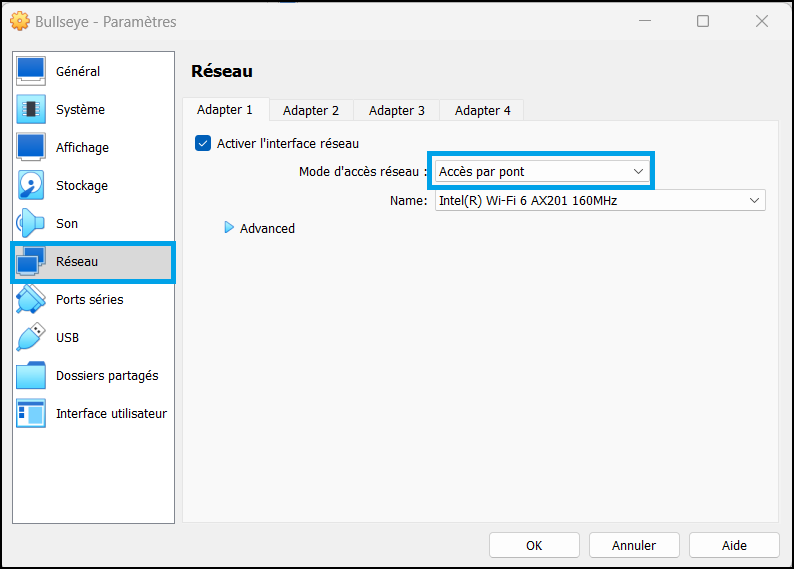 Bullseye - Paramètres
Général
Système
Affichage
Stockage
Son
Réseau
Ports séries
USB
Dossiers partagés
Interface utilisateur
Réseau
Adapter 1 Adapter 2 Adapter 3 Adapter 4
Activer l'interface réseau
Mode d'accès réseau : Accès par pont
Name: Intel(R) Wi-Fi 6 AX201 160MHz
Advanced
OK Annuler Aide